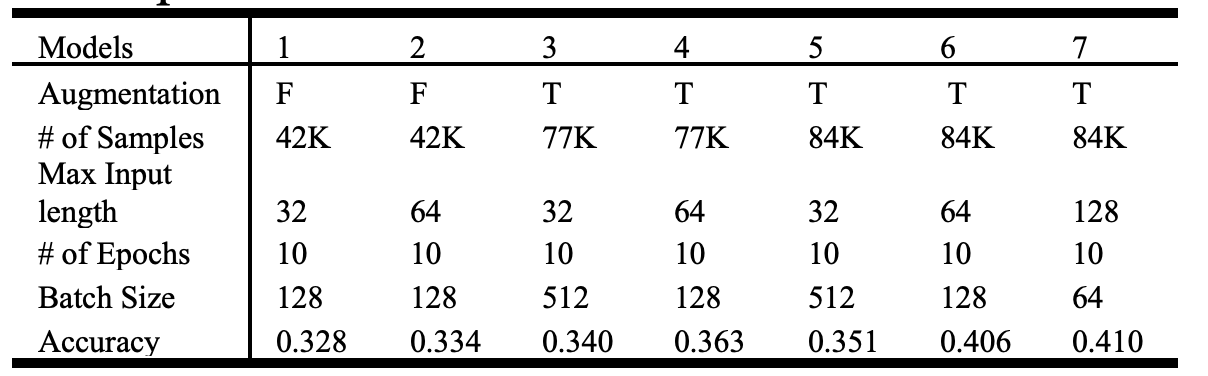 Models 1 2 3 4 5 6 7
Augmentation F F T T T T T
# of Samples 42K 42K 77K 77K 84K 84K 84K
Max Input
length 32 64 32 64 32 64 128
# of Epochs 10 10 10 10 10 10 10
Batch Size 128 128 512 128 512 128 64
Accuracy 0.328 0.334 0.340 0.363 0.351 0.406 0.410